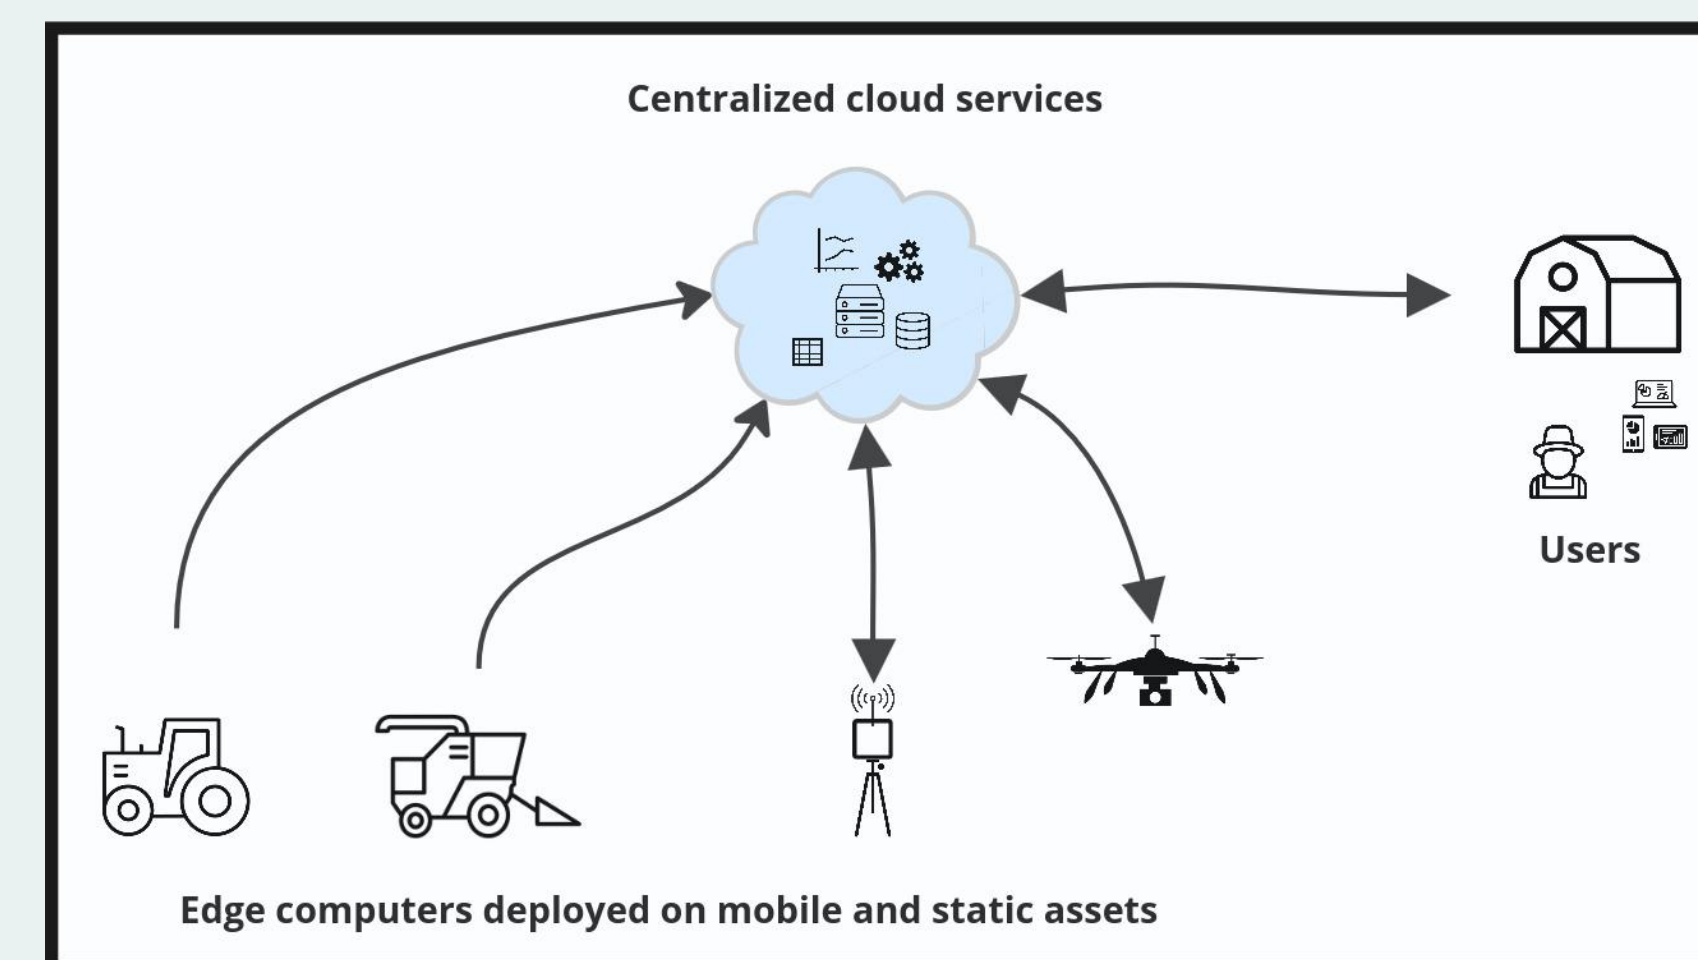 Centralized cloud services
Users
Edge computers deployed on mobile and static assets